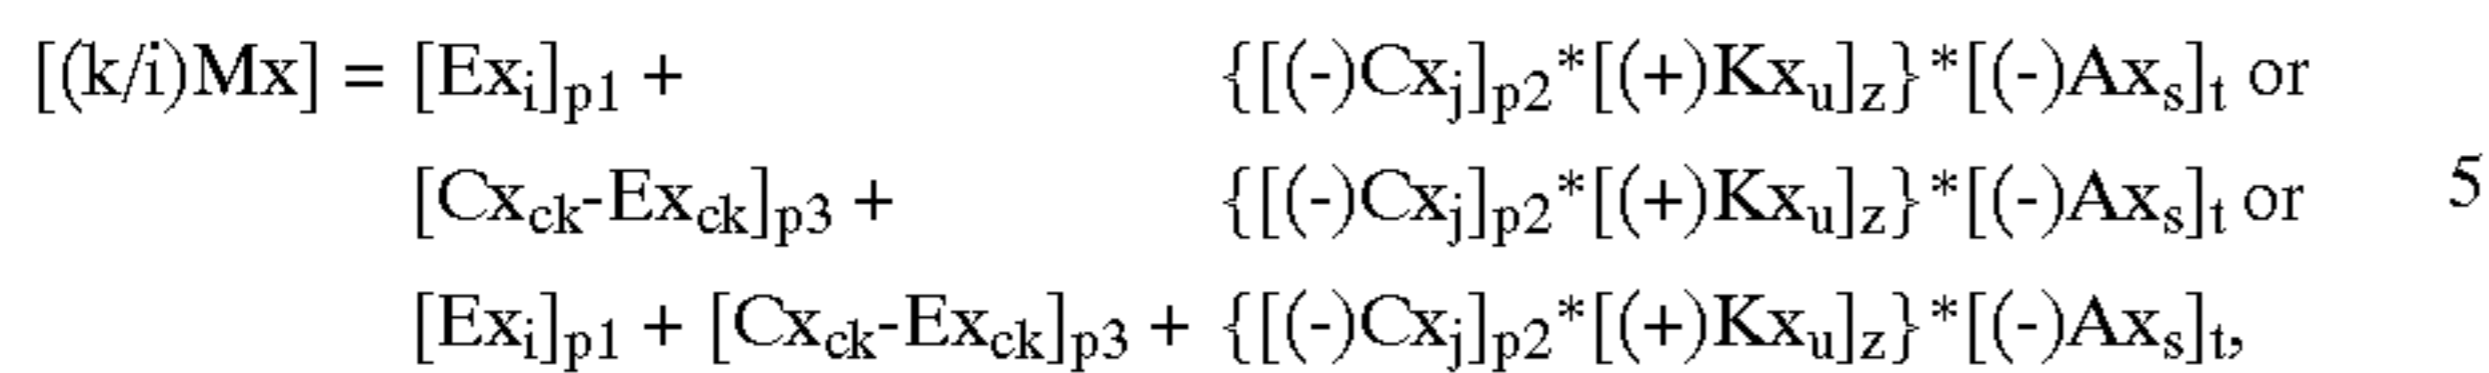 [(k/i)Mx] = [Exᵢ]p1 + {[(-)Cxj]p2*[(+)Kxu]z}*[(-)Axs]t or
[Cxck-Exck]p3 + {[(-)Cxj]p2*[(+)Kxu]z}*[(-)Axs]t or 5
[Exᵢ]p1 + [Cxck-Exck]p3 + {[(-)Cxj]p2*[(+)Kxu]z}*[(-)Axs]t,